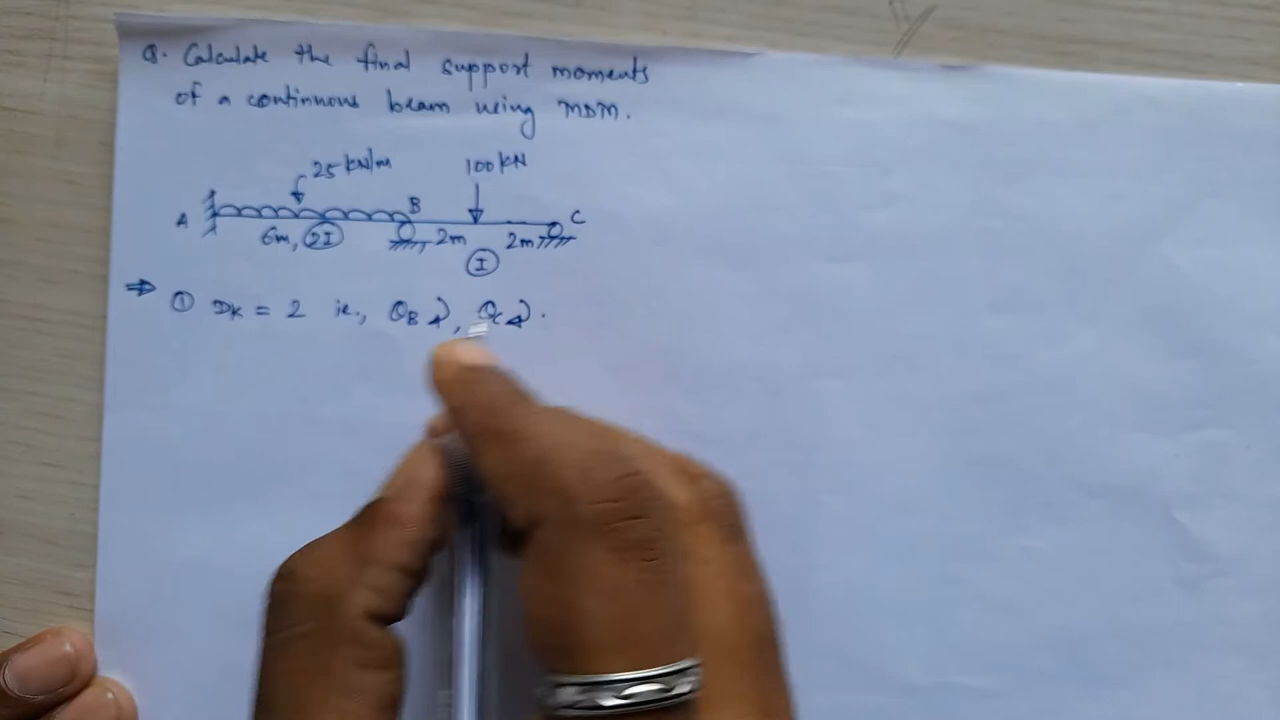 Q. Calculate the final support moments
of a continuous beam using MDM.
25 kN/m 100 kN
A B C
6m, 2I 2m 2m
I
⇒ ① DK = 2 ie., θB, θC.